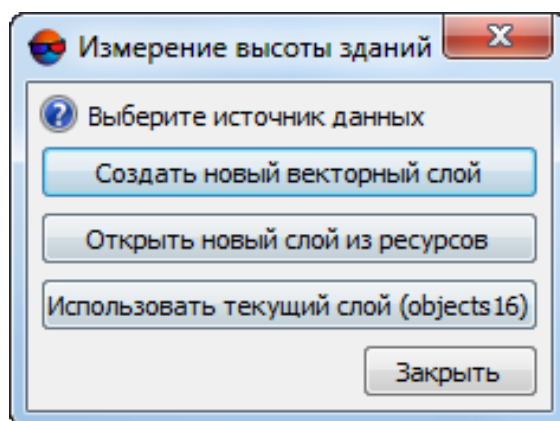 Измерение высоты зданий
Выберите источник данных
Создать новый векторный слой
Открыть новый слой из ресурсов
Использовать текущий слой (objects16)
Закрыть